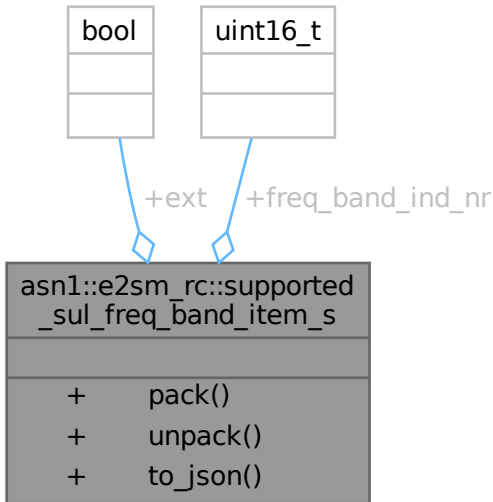 bool
uint16_t
+ext
+freq_band_ind_nr
asn1::e2sm_rc::supported
_sul_freq_band_item_s
+ pack()
+ unpack()
+ to_json()